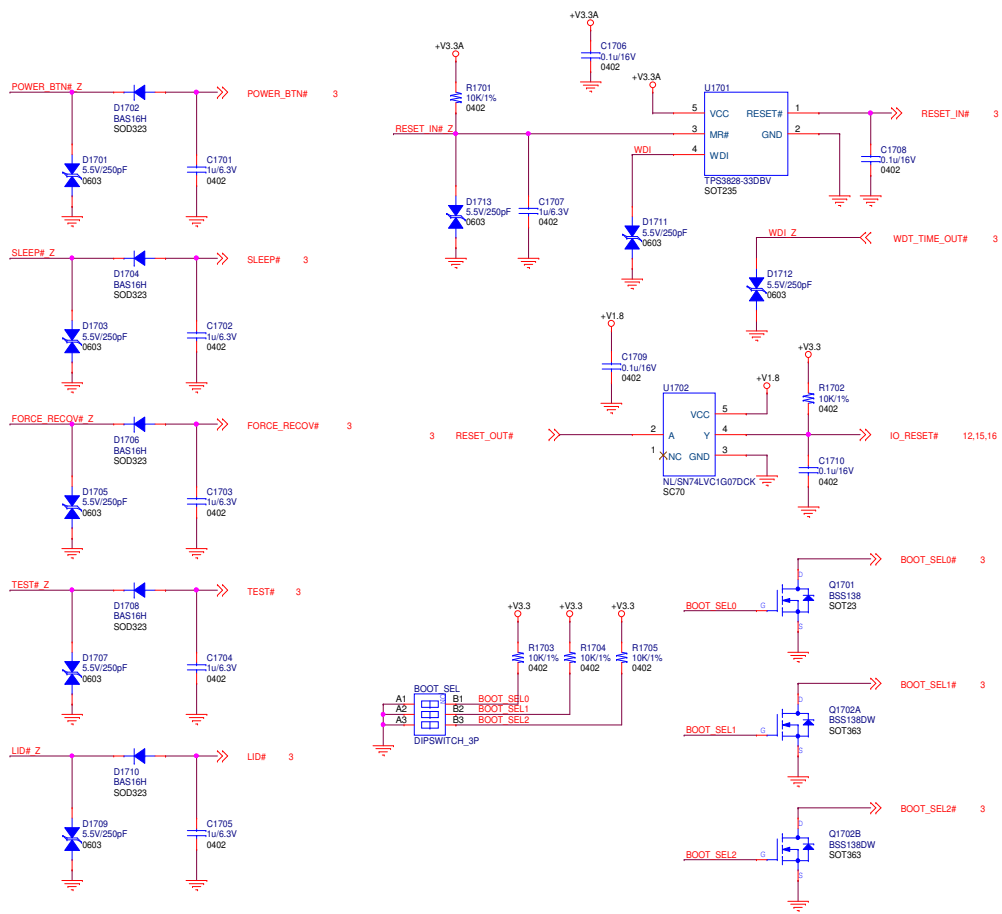 +V3.3A
C1706
0.1u/16V
0402
+V3.3A
R1701
10K/1%
0402
+V3.3A
U1701
5 VCC RESET# 1
3 MR# GND 2
4 WDI
TPS3828-33DBV
SOT235
RESET_IN# 3
C1708
0.1u/16V
0402
RESET_IN#_Z
WDI
D1713
5.5V/250pF
0603
C1707
1u/6.3V
0402
D1711
5.5V/250pF
0603
WDI_Z
WDT_TIME_OUT# 3
D1712
5.5V/250pF
0603
POWER_BTN#_Z
POWER_BTN# 3
D1702
BAS16H
SOD323
D1701
5.5V/250pF
0603
C1701
1u/6.3V
0402
SLEEP#_Z
SLEEP# 3
D1704
BAS16H
SOD323
D1703
5.5V/250pF
0603
C1702
1u/6.3V
0402
FORCE_RECOV#_Z
FORCE_RECOV# 3
D1706
BAS16H
SOD323
D1705
5.5V/250pF
0603
C1703
1u/6.3V
0402
TEST#_Z
TEST# 3
D1708
BAS16H
SOD323
D1707
5.5V/250pF
0603
C1704
1u/6.3V
0402
LID#_Z
LID# 3
D1710
BAS16H
SOD323
D1709
5.5V/250pF
0603
C1705
1u/6.3V
0402
+V1.8
C1709
0.1u/16V
0402
+V1.8
+V3.3
R1702
10K/1%
0402
U1702
VCC 5
2 A Y 4
1 NC GND 3
NL/SN74LVC1G07DCK
SC70
3 RESET_OUT#
IO_RESET# 12,15,16
C1710
0.1u/16V
0402
+V3.3
+V3.3
+V3.3
R1703
10K/1%
0402
R1704
10K/1%
0402
R1705
10K/1%
0402
BOOT_SEL
A1 B1 BOOT_SEL0
A2 B2 BOOT_SEL1
A3 B3 BOOT_SEL2
DIPSWITCH_3P
BOOT_SEL0# 3
D
Q1701
BSS138
SOT23
BOOT_SEL0 G
S
BOOT_SEL1# 3
D
Q1702A
BSS138DW
SOT363
BOOT_SEL1 G
S
BOOT_SEL2# 3
D
Q1702B
BSS138DW
SOT363
BOOT_SEL2 G
S